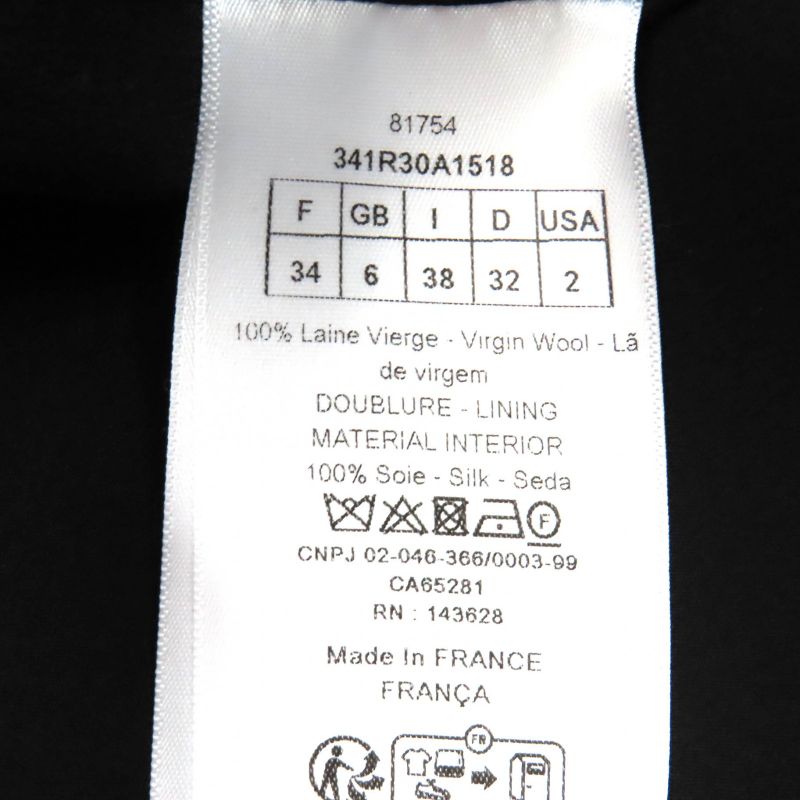 81754
341R30A1518
F GB I D USA
34 6 38 32 2
100% Laine Vierge - Virgin Wool - Lã
de virgem
DOUBLURE - LINING
MATERIAL INTERIOR
100% Soie - Silk - Seda
F
CNPJ 02-046-366/0003-99
CA65281
RN : 143628
Made In FRANCE
FRANÇA
FR